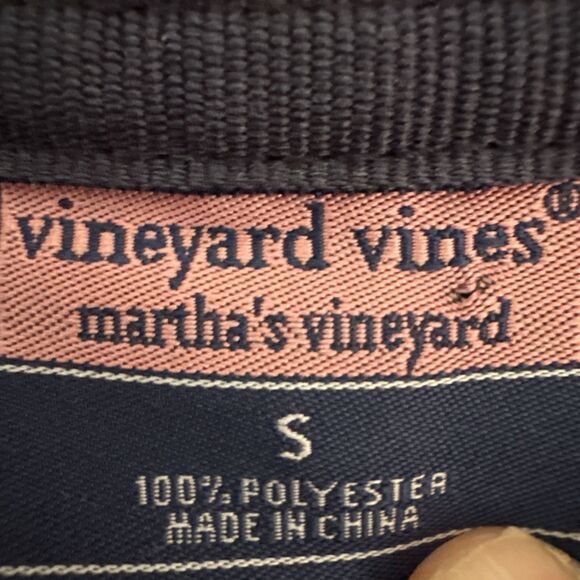 vineyard vines®
martha's vineyard
S
100% POLYESTER
MADE IN CHINA